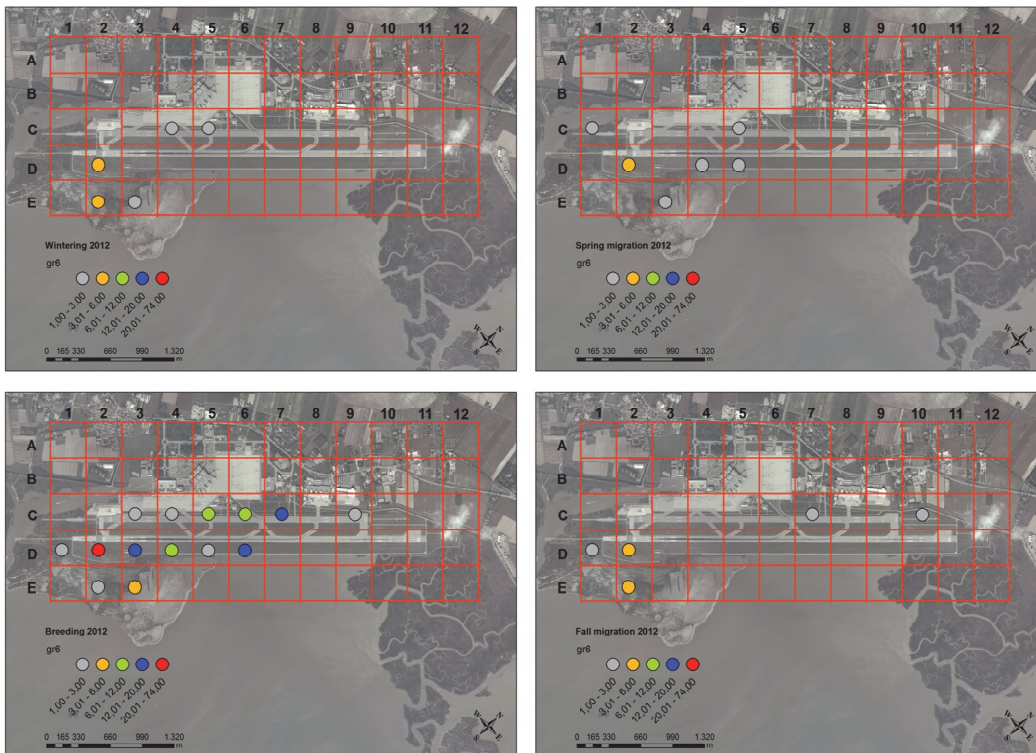 1 2 3 4 5 6 7 8 9 10 11 12
A
B
C
D
E
Wintering 2012
gr6
1,00 - 3,00
3,01 - 6,00
6,01 - 12,00
12,01 - 20,00
20,01 - 74,00
0 165 330 660 990 1.320
m
N
W
E
S
1 2 3 4 5 6 7 8 9 10 11 12
A
B
C
D
E
Spring migration 2012
gr6
1,00 - 3,00
3,01 - 6,00
6,01 - 12,00
12,01 - 20,00
20,01 - 74,00
0 165 330 660 990 1.320
m
N
W
E
S
1 2 3 4 5 6 7 8 9 10 11 12
A
B
C
D
E
Breeding 2012
gr6
1,00 - 3,00
3,01 - 6,00
6,01 - 12,00
12,01 - 20,00
20,01 - 74,00
0 165 330 660 990 1.320
m
N
W
E
S
1 2 3 4 5 6 7 8 9 10 11 12
A
B
C
D
E
Fall migration 2012
gr6
1,00 - 3,00
3,01 - 6,00
6,01 - 12,00
12,01 - 20,00
20,01 - 74,00
0 165 330 660 990 1.320
m
N
W
E
S